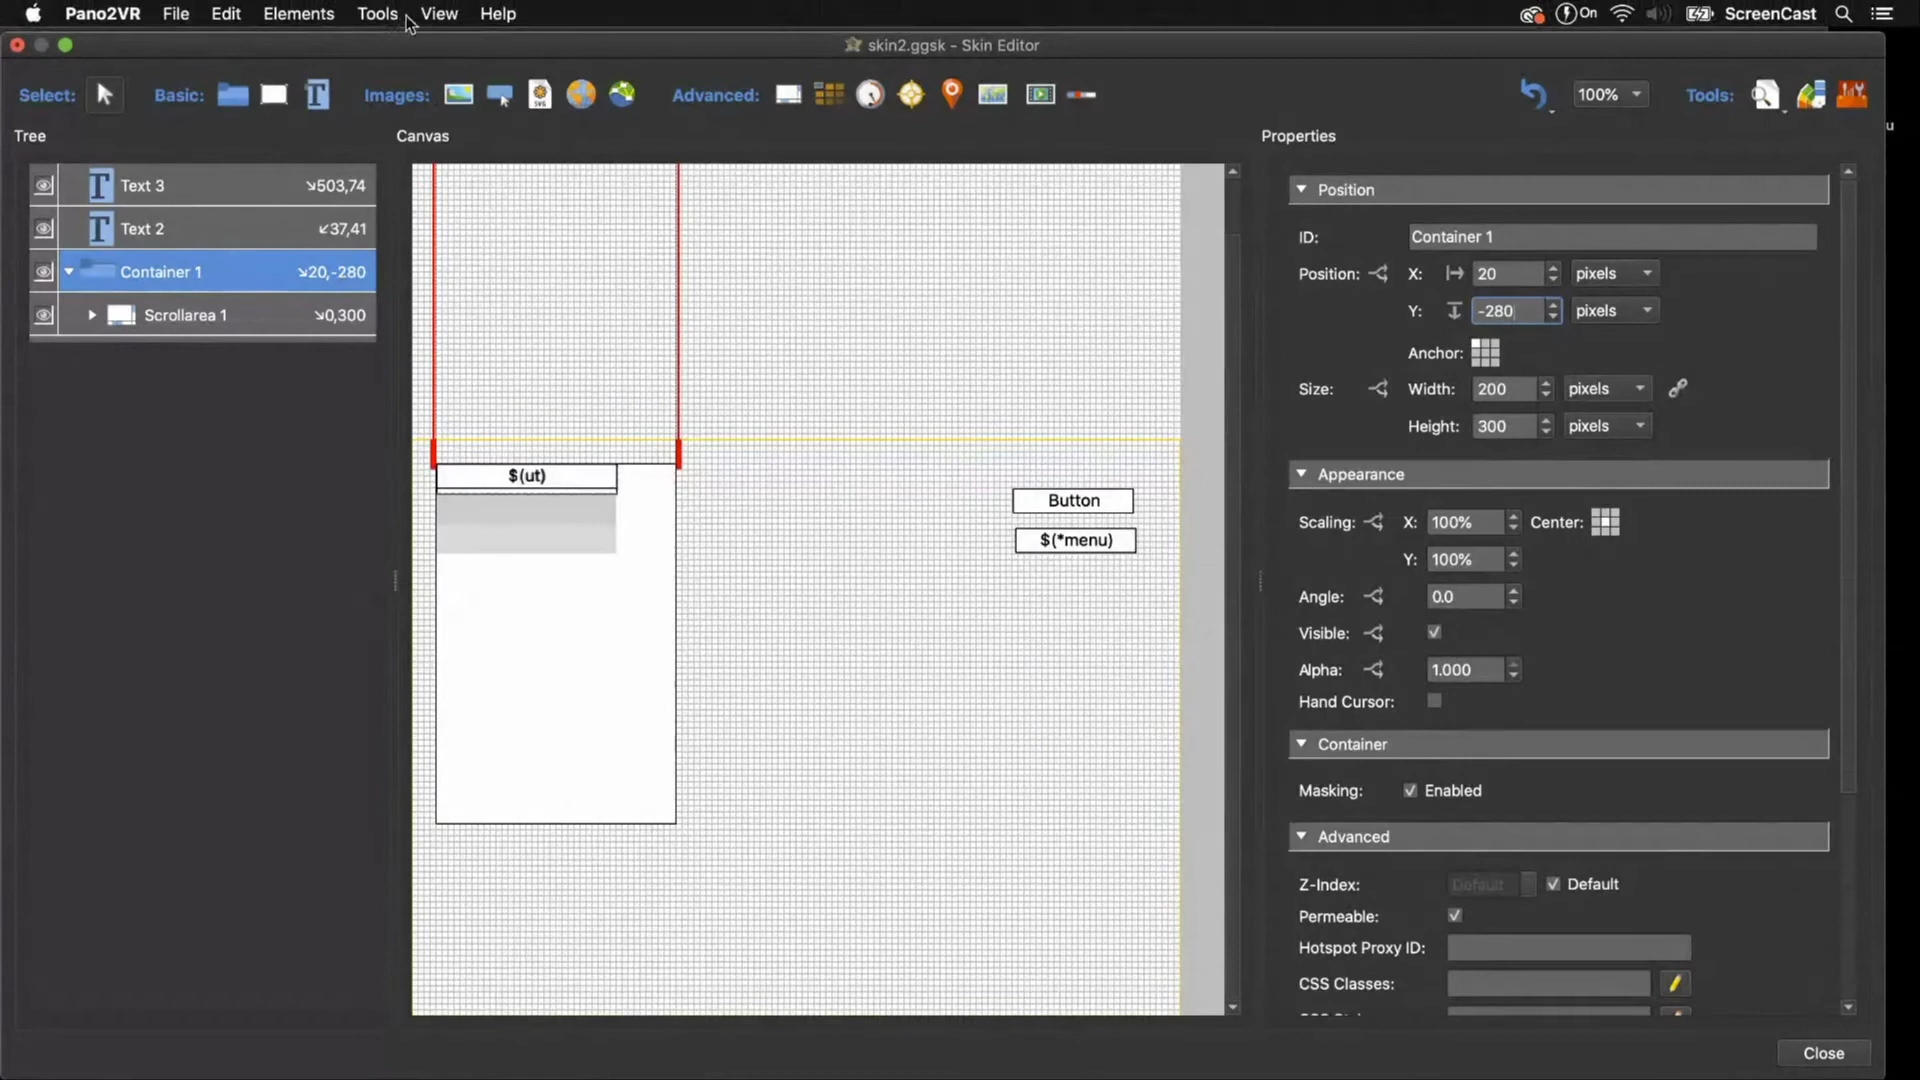 Pano2VR File Edit Elements Tools View Help On ScreenCast
skin2.ggsk - Skin Editor
Select: Basic: T Images: SVG Advanced: 100% Tools:
Tree Canvas Properties
T Text 3 ↘503,74
T Text 2 ↙37,41
Container 1 ↘20,-280
Scrollarea 1 ↘0,300
$(ut)
Button
$(*menu)
Position
ID: Container 1
Position: X: 20 pixels
Y: -280 pixels
Anchor:
Size: Width: 200 pixels
Height: 300 pixels
Appearance
Scaling: X: 100% Center:
Y: 100%
Angle: 0.0
Visible:
Alpha: 1.000
Hand Cursor:
Container
Masking: Enabled
Advanced
Z-Index: Default Default
Permeable:
Hotspot Proxy ID:
CSS Classes:
Close